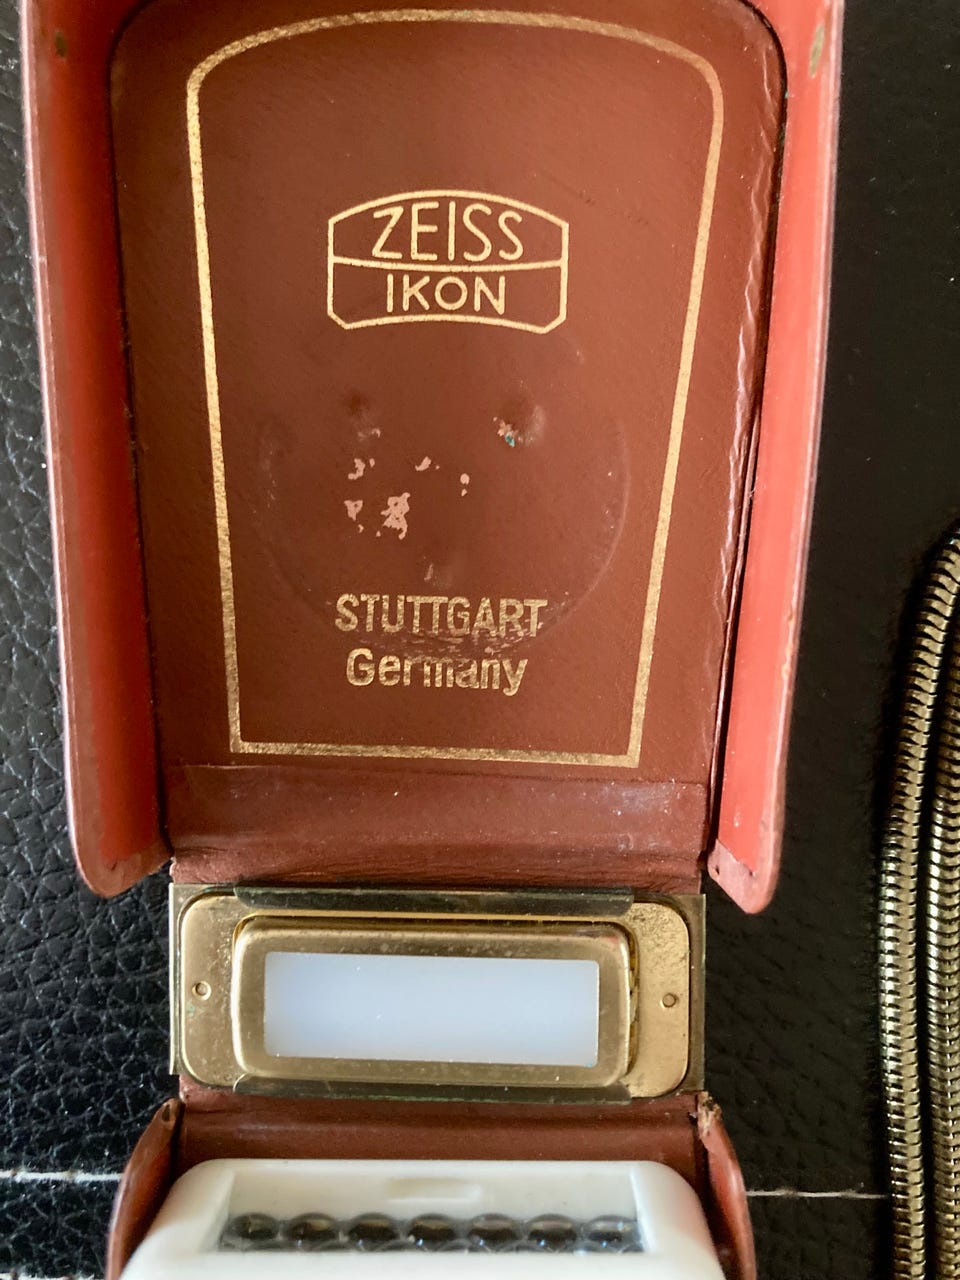 ZEISS
IKON
STUTTGART
Germany